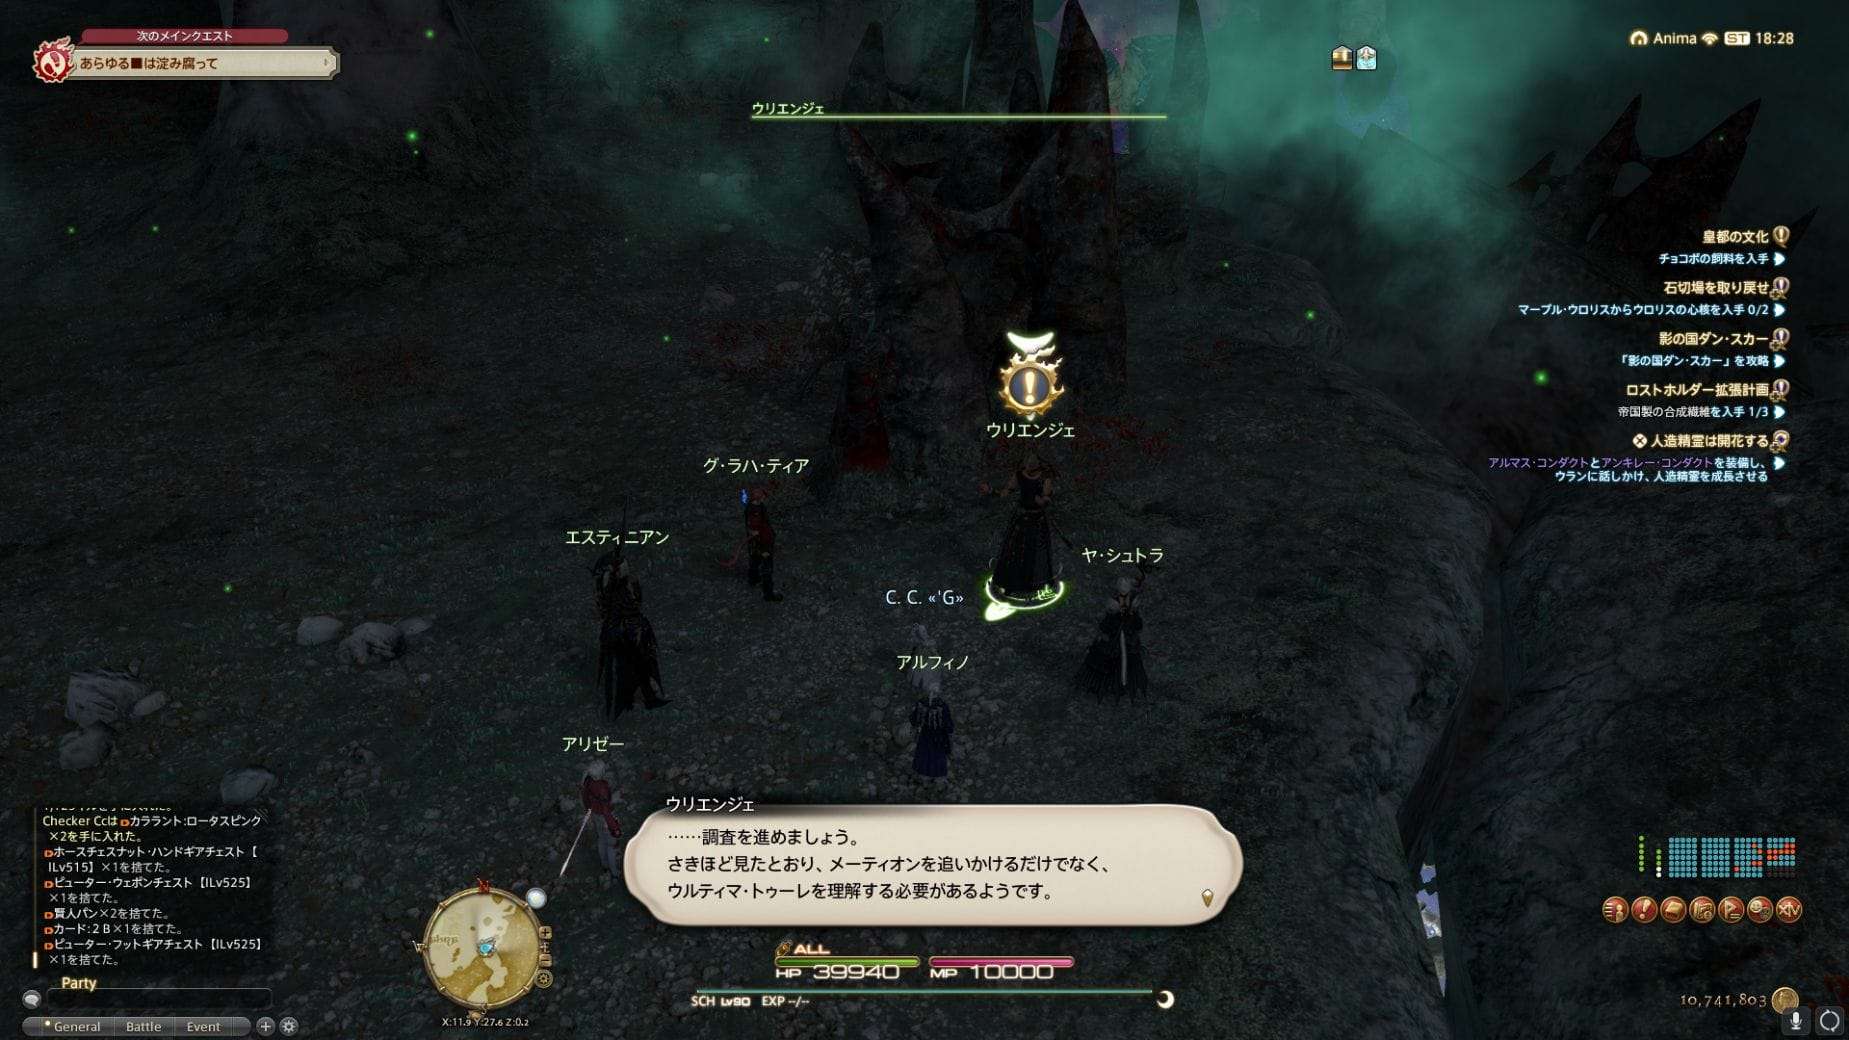 次のメインクエスト
あらゆる■は淀み腐って
Anima ST 18:28
ウリエンジェ
皇都の文化
チョコボの飼料を入手
石切場を取り戻せ
マーブル・ウロリスからウロリスの心核を入手 0/2
影の国ダン・スカー
「影の国ダン・スカー」を攻略
ロストホルダー拡張計画
帝国製の合成繊維を入手 1/3
人造精霊は開花する
アルマス・コンダクトとアンキレー・コンダクトを装備し、
ウランに話しかけ、人造精霊を成長させる
ウリエンジェ
グ・ラハ・ティア
エスティニアン
ヤ・シュトラ
C. C. «'G»
アルフィノ
アリゼー
ウリエンジェ
……調査を進めましょう。
さきほど見たとおり、メーティオンを追いかけるだけでなく、
ウルティマ・トゥーレを理解する必要があるようです。
Checker Ccは カララント:ロータスピンク
×2を手に入れた。
ホースチェスナット・ハンドギアチェスト【
ILv515】×1を捨てた。
ピューター・ウェポンチェスト【ILv525】
×1を捨てた。
賢人パン×2を捨てた。
カード:２Ｂ×1を捨てた。
ピューター・フットギアチェスト【ILv525】
×1を捨てた。
Party
General Battle Event
N
X:11.9 Y:27.6 Z:0.2
ALL
HP 39940 MP 10000
SCH Lv90 EXP --/--
XIV
10,741,803